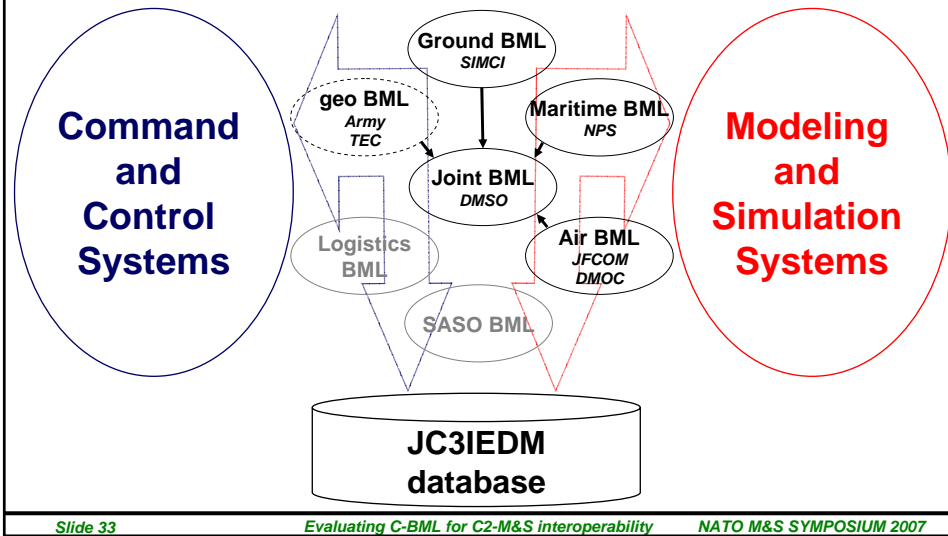 Ground BML
SIMCI
geo BML
Army
TEC
Maritime BML
NPS
Command
and
Control
Systems
Joint BML
DMSO
Modeling
and
Simulation
Systems
Logistics
BML
Air BML
JFCOM
DMOC
SASO BML
JC3IEDM
database
Slide 33 Evaluating C-BML for C2-M&S interoperability NATO M&S SYMPOSIUM 2007